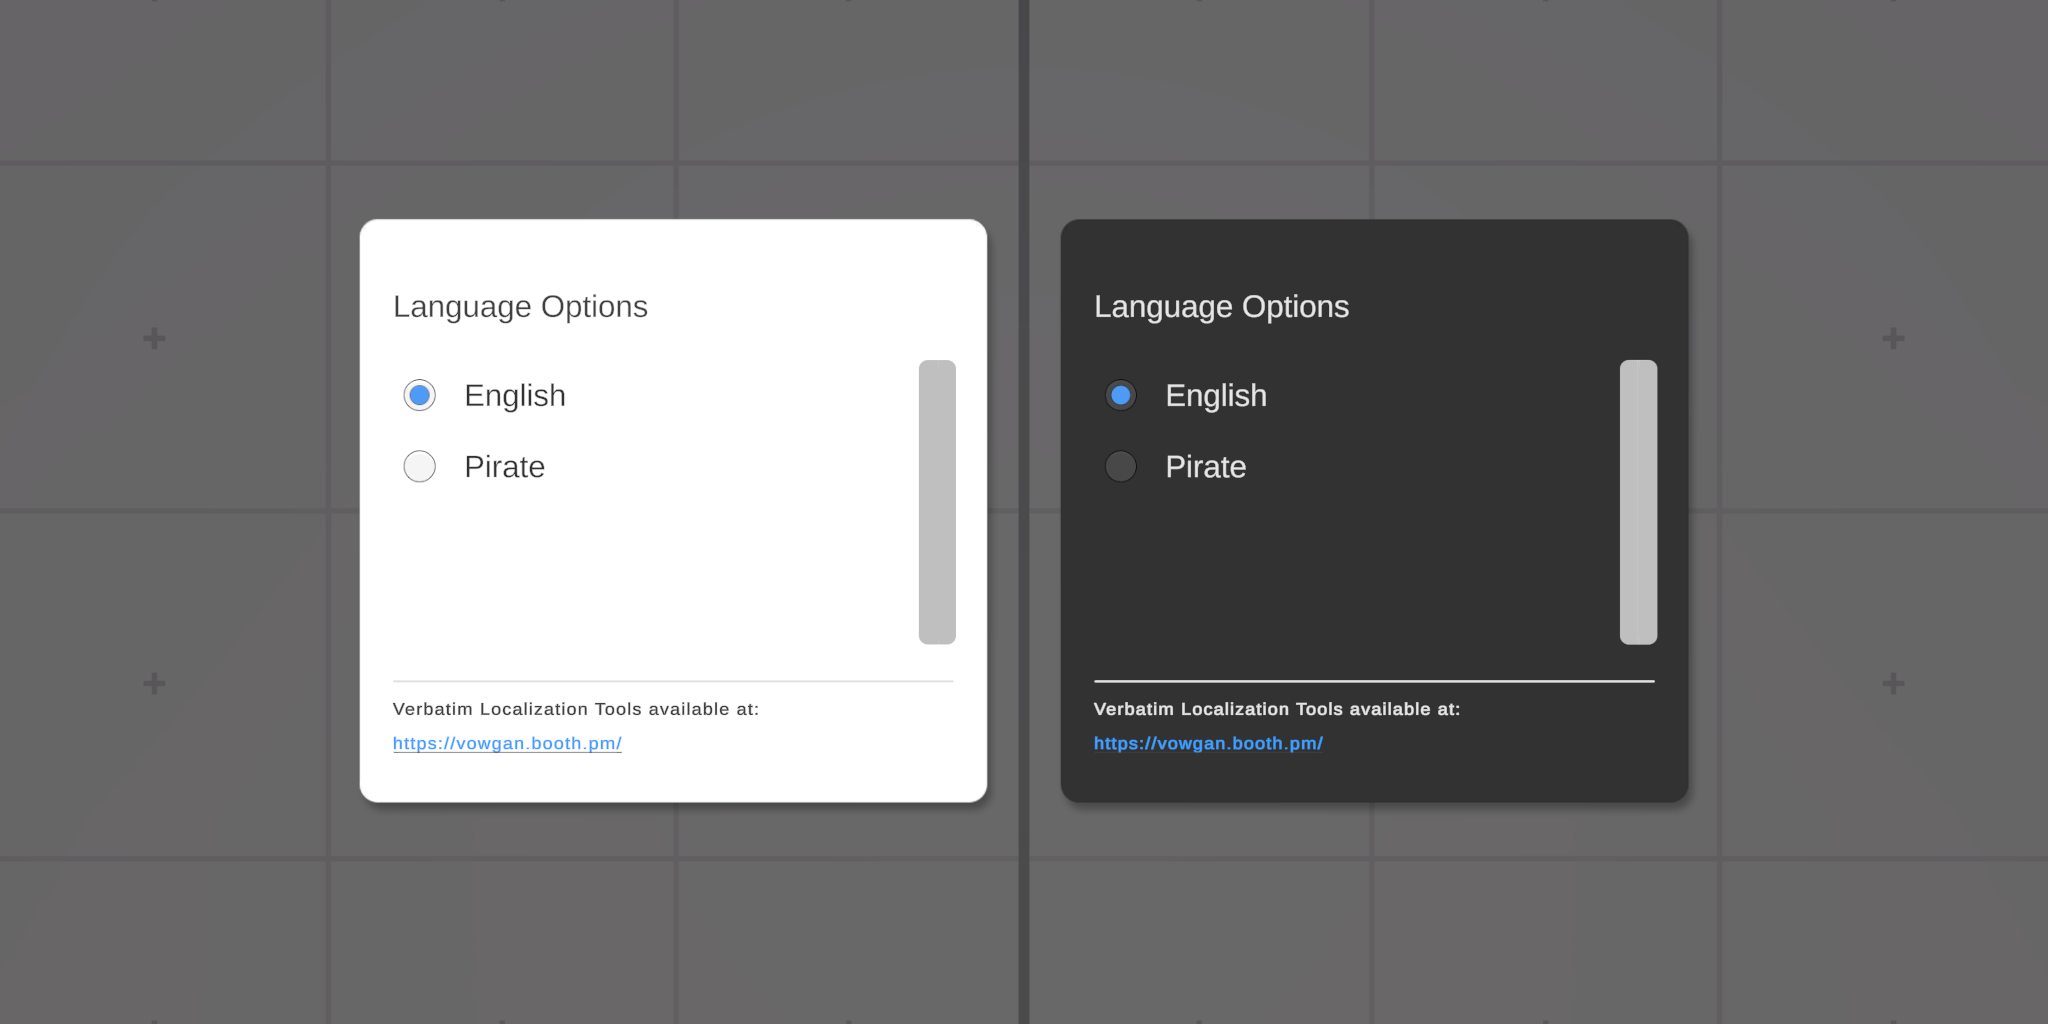 Language Options
English
Pirate
Verbatim Localization Tools available at:
https://vowgan.booth.pm/
Language Options
English
Pirate
Verbatim Localization Tools available at:
https://vowgan.booth.pm/